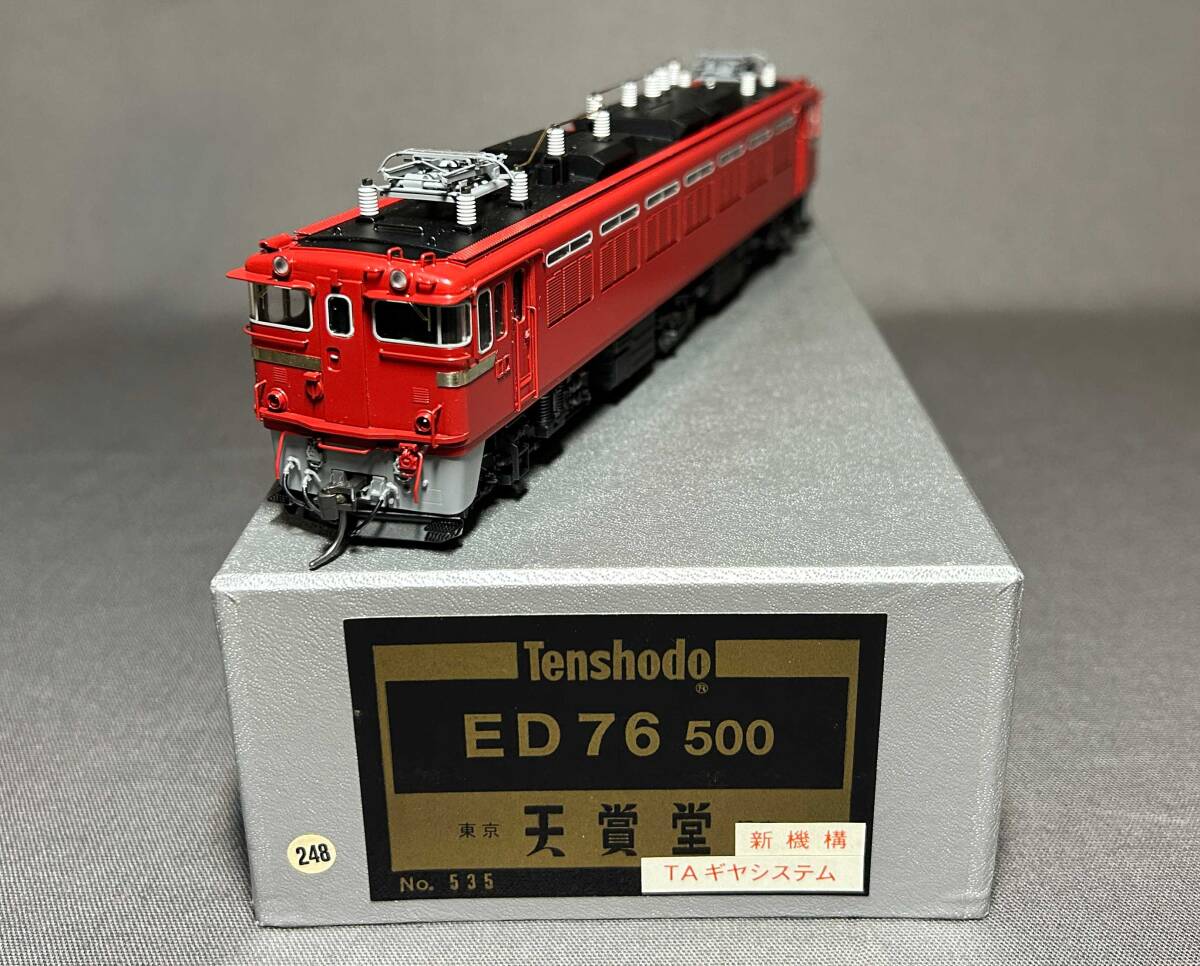 Tenshodo
®
ED 76 500
東京 天賞堂
新機構
TAギヤシステム
No. 535
248